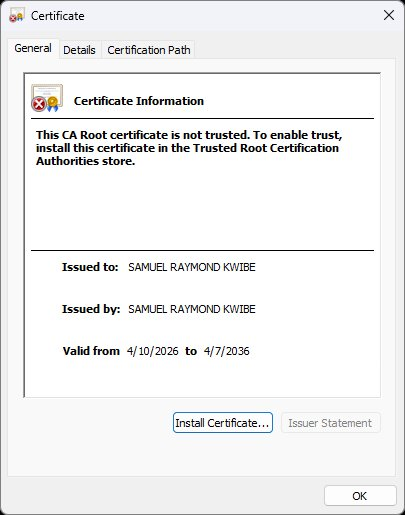 Certificate
General
Details
Certification Path
Certificate Information
This CA Root certificate is not trusted. To enable trust,
install this certificate in the Trusted Root Certification
Authorities store.
Issued to: SAMUEL RAYMOND KWIBE
Issued by: SAMUEL RAYMOND KWIBE
Valid from 4/10/2026 to 4/7/2036
Install Certificate...
Issuer Statement
OK